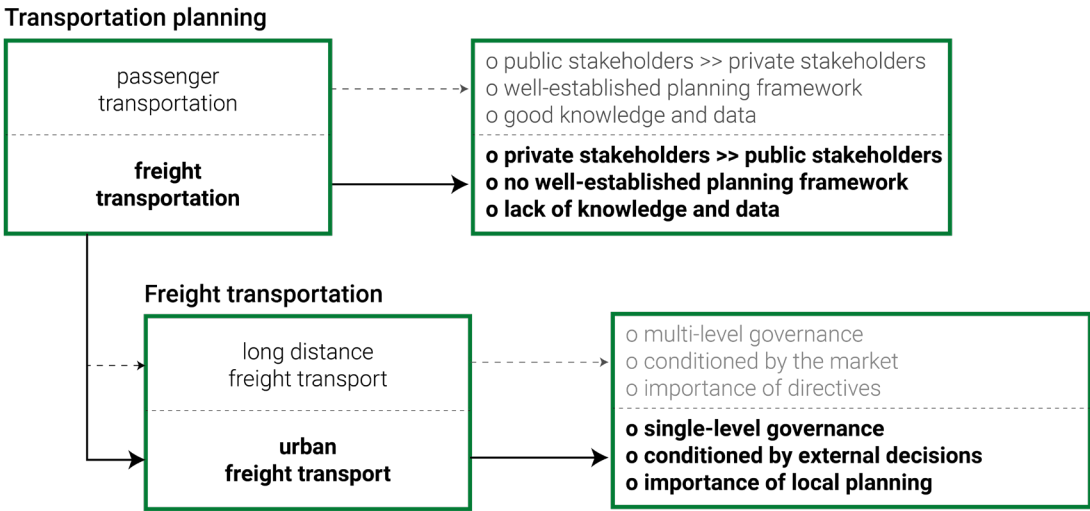 Transportation planning
passenger
transportation
o public stakeholders >> private stakeholders
o well-established planning framework
o good knowledge and data
freight
transportation
o private stakeholders >> public stakeholders
o no well-established planning framework
o lack of knowledge and data
Freight transportation
long distance
freight transport
o multi-level governance
o conditioned by the market
o importance of directives
urban
freight transport
o single-level governance
o conditioned by external decisions
o importance of local planning